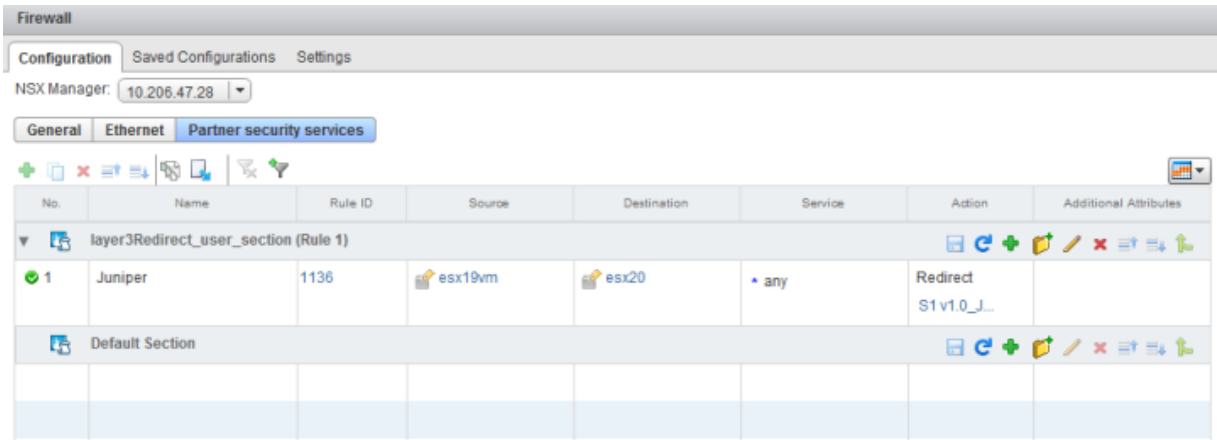 Firewall
Configuration Saved Configurations Settings
NSX Manager: 10.206.47.28
General Ethernet Partner security services
No. Name Rule ID Source Destination Service Action Additional Attributes
layer3Redirect_user_section (Rule 1)
1 Juniper 1136 esx19vm esx20 any Redirect
S1 v1.0_J...
Default Section